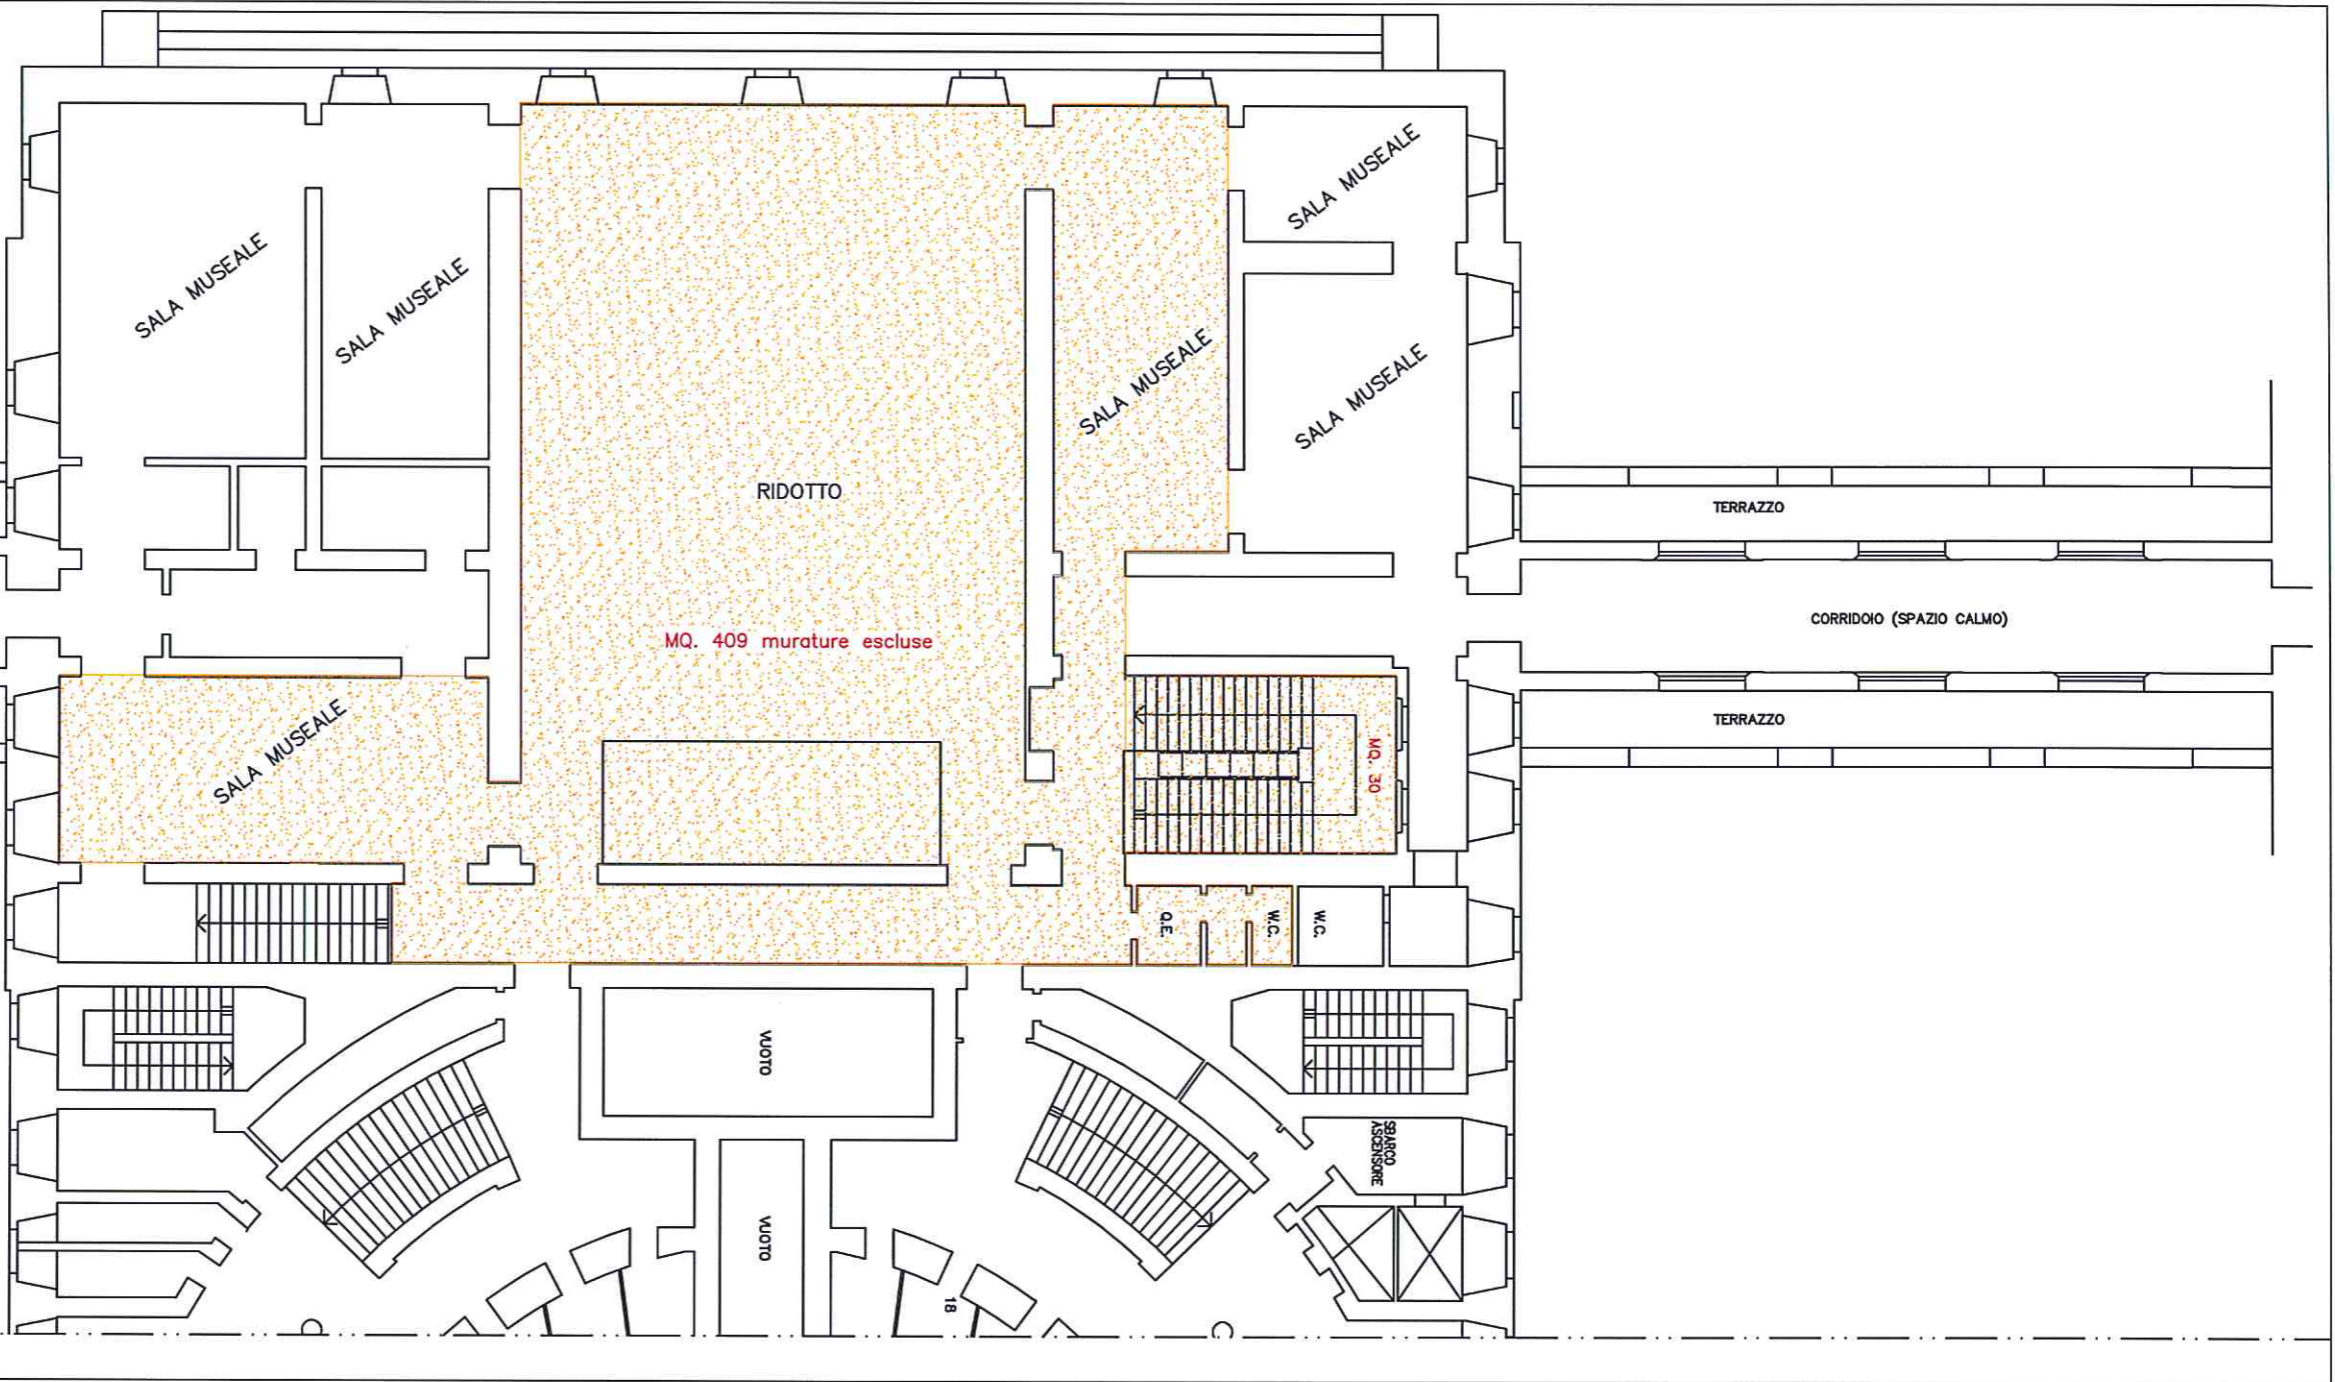 SALA MUSEALE
SALA MUSEALE
SALA MUSEALE
SALA MUSEALE
SALA MUSEALE
RIDOTTO
TERRAZZO
CORRIDOIO (SPAZIO CALMO)
MQ. 409 murature escluse
SALA MUSEALE
TERRAZZO
MQ. 30
Q.E.
W.C.
W.C.
VUOTO
SBARCO
ASCENSORE
VUOTO
18